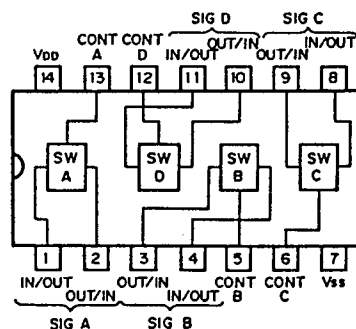 SIG D SIG C
VDD CONT A CONT D IN/OUT OUT/IN OUT/IN IN/OUT
14 13 12 11 10 9 8
SW A SW D SW B SW C
1 2 3 4 5 6 7
IN/OUT OUT/IN OUT/IN IN/OUT CONT B CONT C VSS
SIG A SIG B